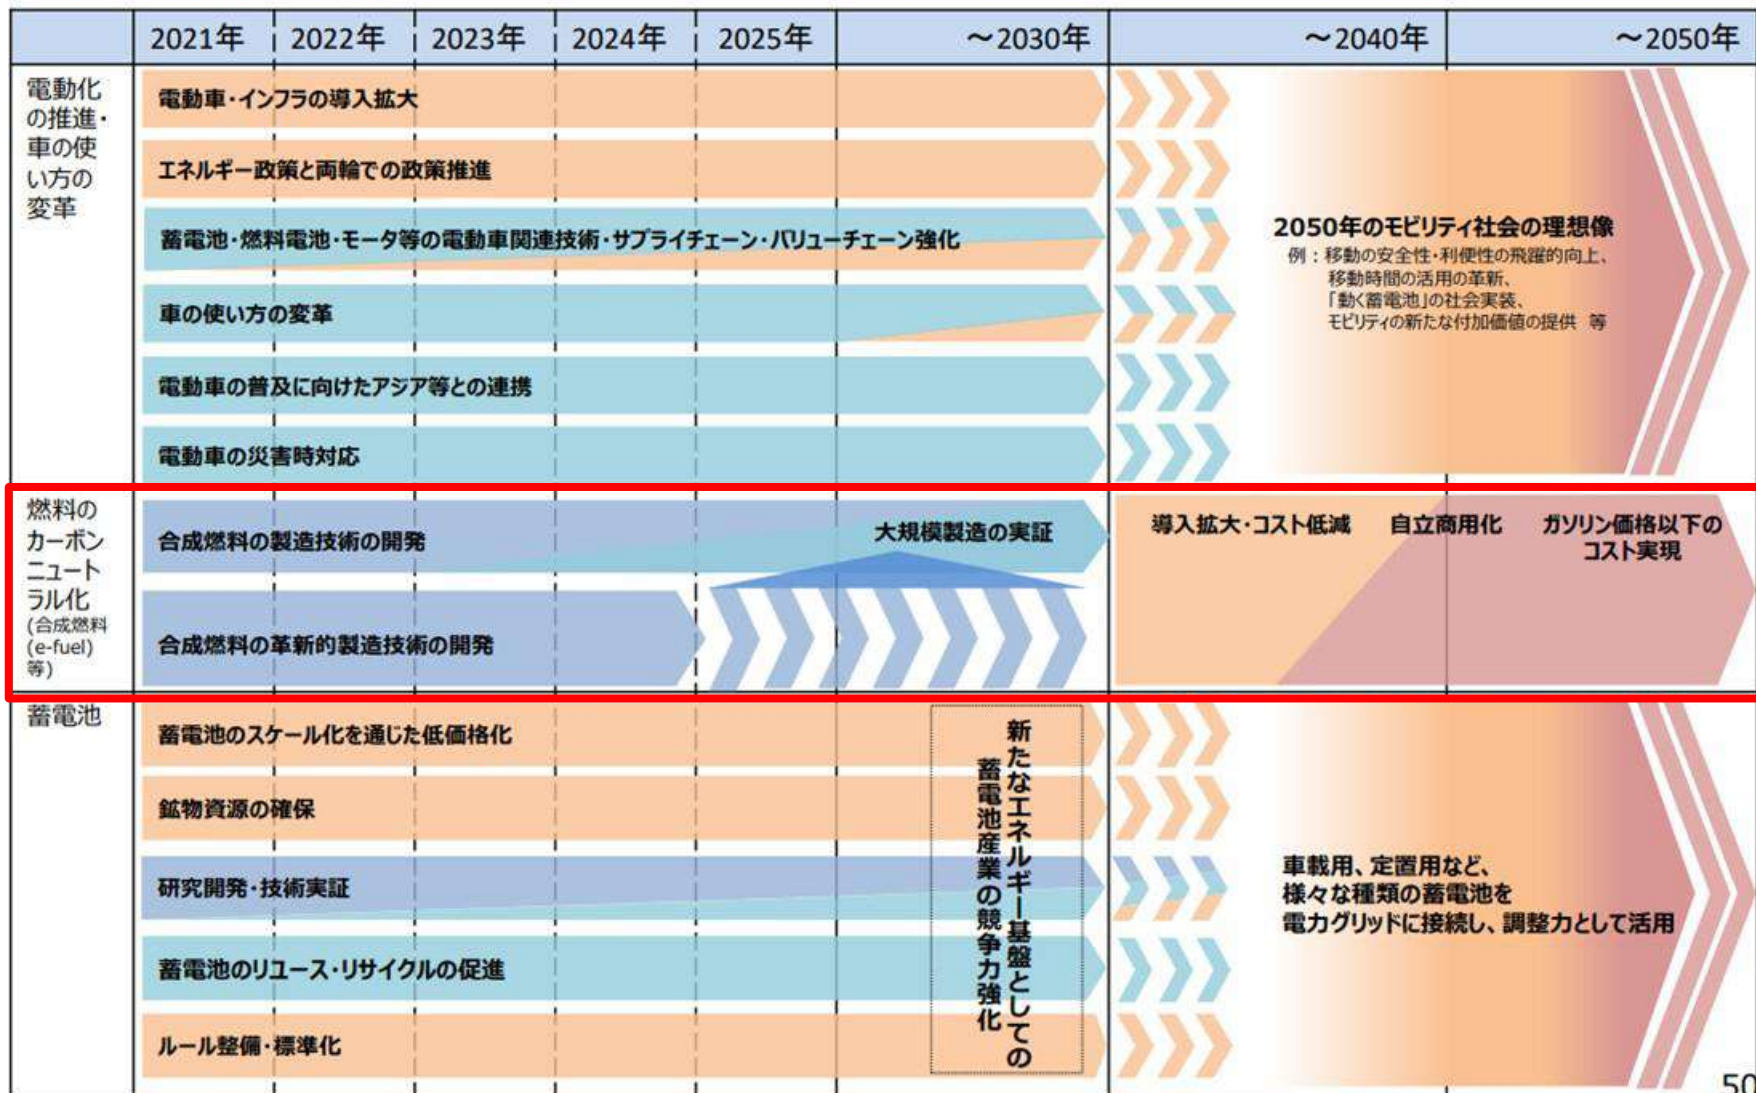 2021年
2022年
2023年
2024年
2025年
～2030年
～2040年
～2050年
電動化
の推進・
車の使
い方の
変革
電動車・インフラの導入拡大
エネルギー政策と両輪での政策推進
蓄電池・燃料電池・モータ等の電動車関連技術・サプライチェーン・バリューチェーン強化
車の使い方の変革
電動車の普及に向けたアジア等との連携
電動車の災害時対応
2050年のモビリティ社会の理想像
例：移動の安全性・利便性の飛躍的向上、
移動時間の活用の革新、
「動く蓄電池」の社会実装、
モビリティの新たな付加価値の提供 等
燃料の
カーボン
ニュート
ラル化
(合成燃料
(e-fuel)
等)
合成燃料の製造技術の開発
大規模製造の実証
合成燃料の革新的製造技術の開発
導入拡大・コスト低減
自立商用化
ガソリン価格以下の
コスト実現
蓄電池
蓄電池のスケール化を通じた低価格化
鉱物資源の確保
研究開発・技術実証
蓄電池のリユース・リサイクルの促進
ルール整備・標準化
新たなエネルギー基盤としての
蓄電池産業の競争力強化
車載用、定置用など、
様々な種類の蓄電池を
電力グリッドに接続し、調整力として活用
50